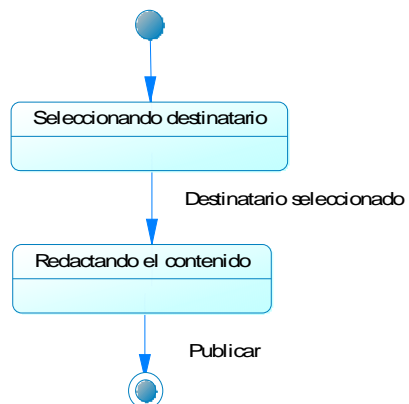 Seleccionando destinatario
Destinatario seleccionado
Redactando el contenido
Publicar